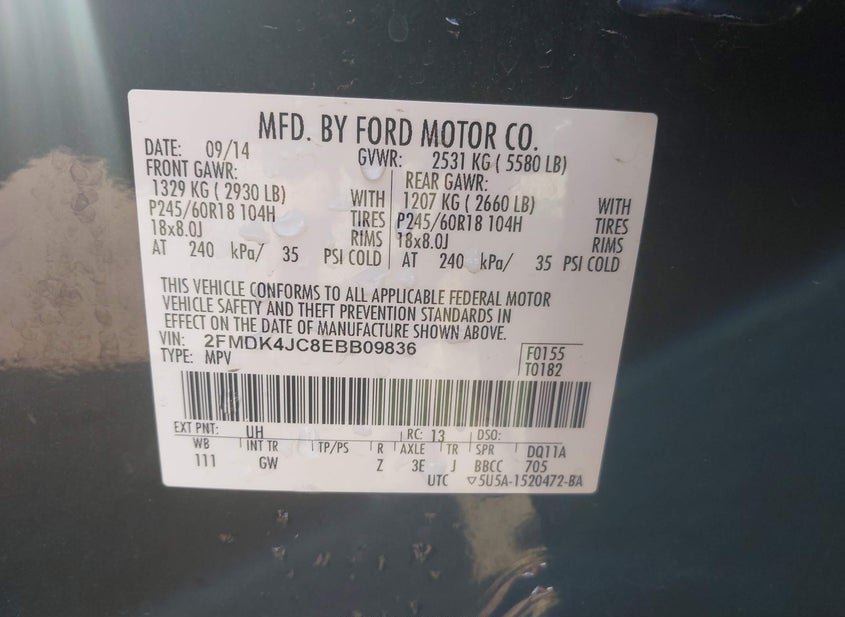 MFD. BY FORD MOTOR CO.
DATE: 09/14 GVWR: 2531 KG ( 5580 LB)
FRONT GAWR: REAR GAWR:
1329 KG ( 2930 LB) WITH 1207 KG ( 2660 LB) WITH
P245/60R18 104H TIRES P245/60R18 104H TIRES
18x8.0J RIMS 18x8.0J RIMS
AT 240 kPa/ 35 PSI COLD AT 240 kPa/ 35 PSI COLD
THIS VEHICLE CONFORMS TO ALL APPLICABLE FEDERAL MOTOR
VEHICLE SAFETY AND THEFT PREVENTION STANDARDS IN
EFFECT ON THE DATE OF MANUFACTURE SHOWN ABOVE.
VIN: 2FMDK4JC8EBB09836
TYPE: MPV
F0155
T0182
EXT PNT: UH RC: 13 DSO:
WB INT TR TP/PS R AXLE TR SPR DQ11A
111 GW Z 3E J BBCC 705
UTC ▽5U5A-1520472-BA